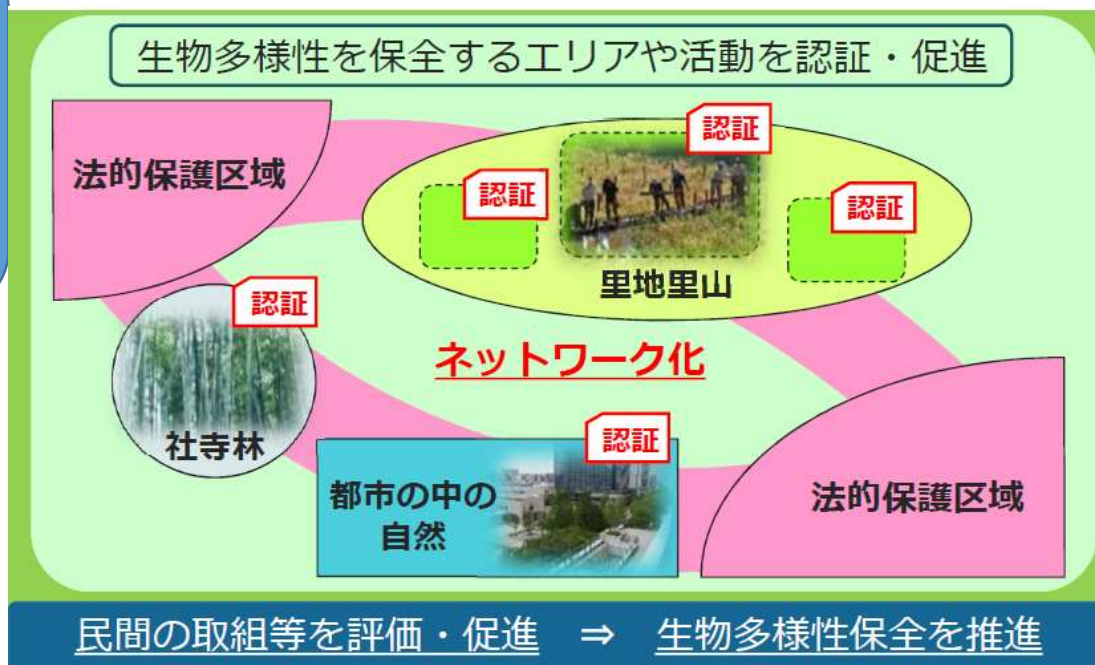 生物多様性を保全するエリアや活動を認証・促進
法的保護区域
認証
認証
認証
里地里山
認証
社寺林
ネットワーク化
認証
都市の中の
自然
法的保護区域
民間の取組等を評価・促進 ⇒ 生物多様性保全を推進